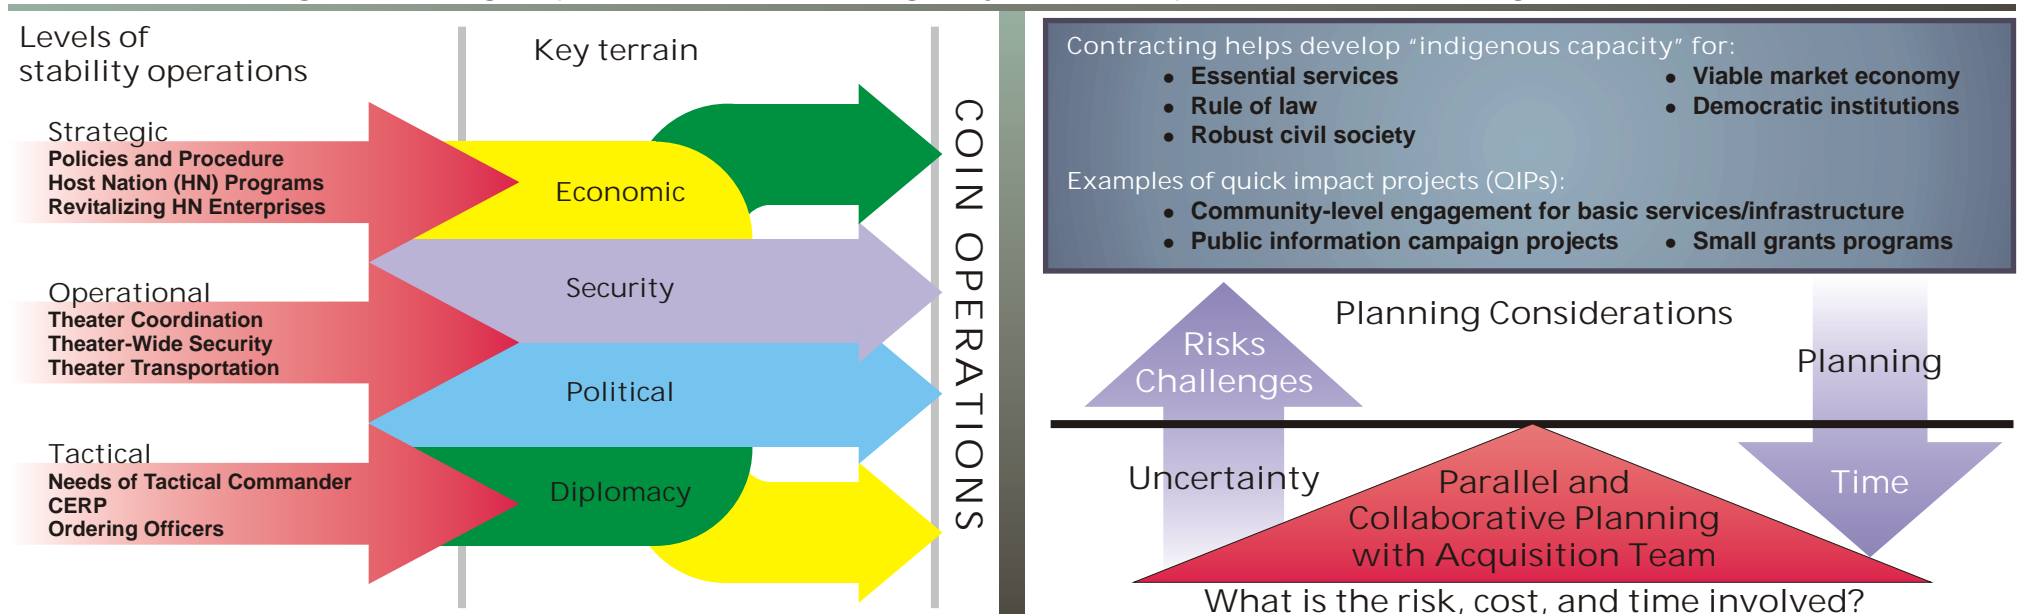 Levels of
stability operations
Key terrain
Strategic
Policies and Procedure
Host Nation (HN) Programs
Revitalizing HN Enterprises
Operational
Theater Coordination
Theater-Wide Security
Theater Transportation
Tactical
Needs of Tactical Commander
CERP
Ordering Officers
Economic
Security
Political
Diplomacy
COIN OPERATIONS
Contracting helps develop “indigenous capacity” for:
• Essential services
• Rule of law
• Robust civil society
• Viable market economy
• Democratic institutions
Examples of quick impact projects (QIPs):
• Community-level engagement for basic services/infrastructure
• Public information campaign projects • Small grants programs
Planning Considerations
Risks
Challenges
Uncertainty
Planning
Time
Parallel and
Collaborative Planning
with Acquisition Team
What is the risk, cost, and time involved?